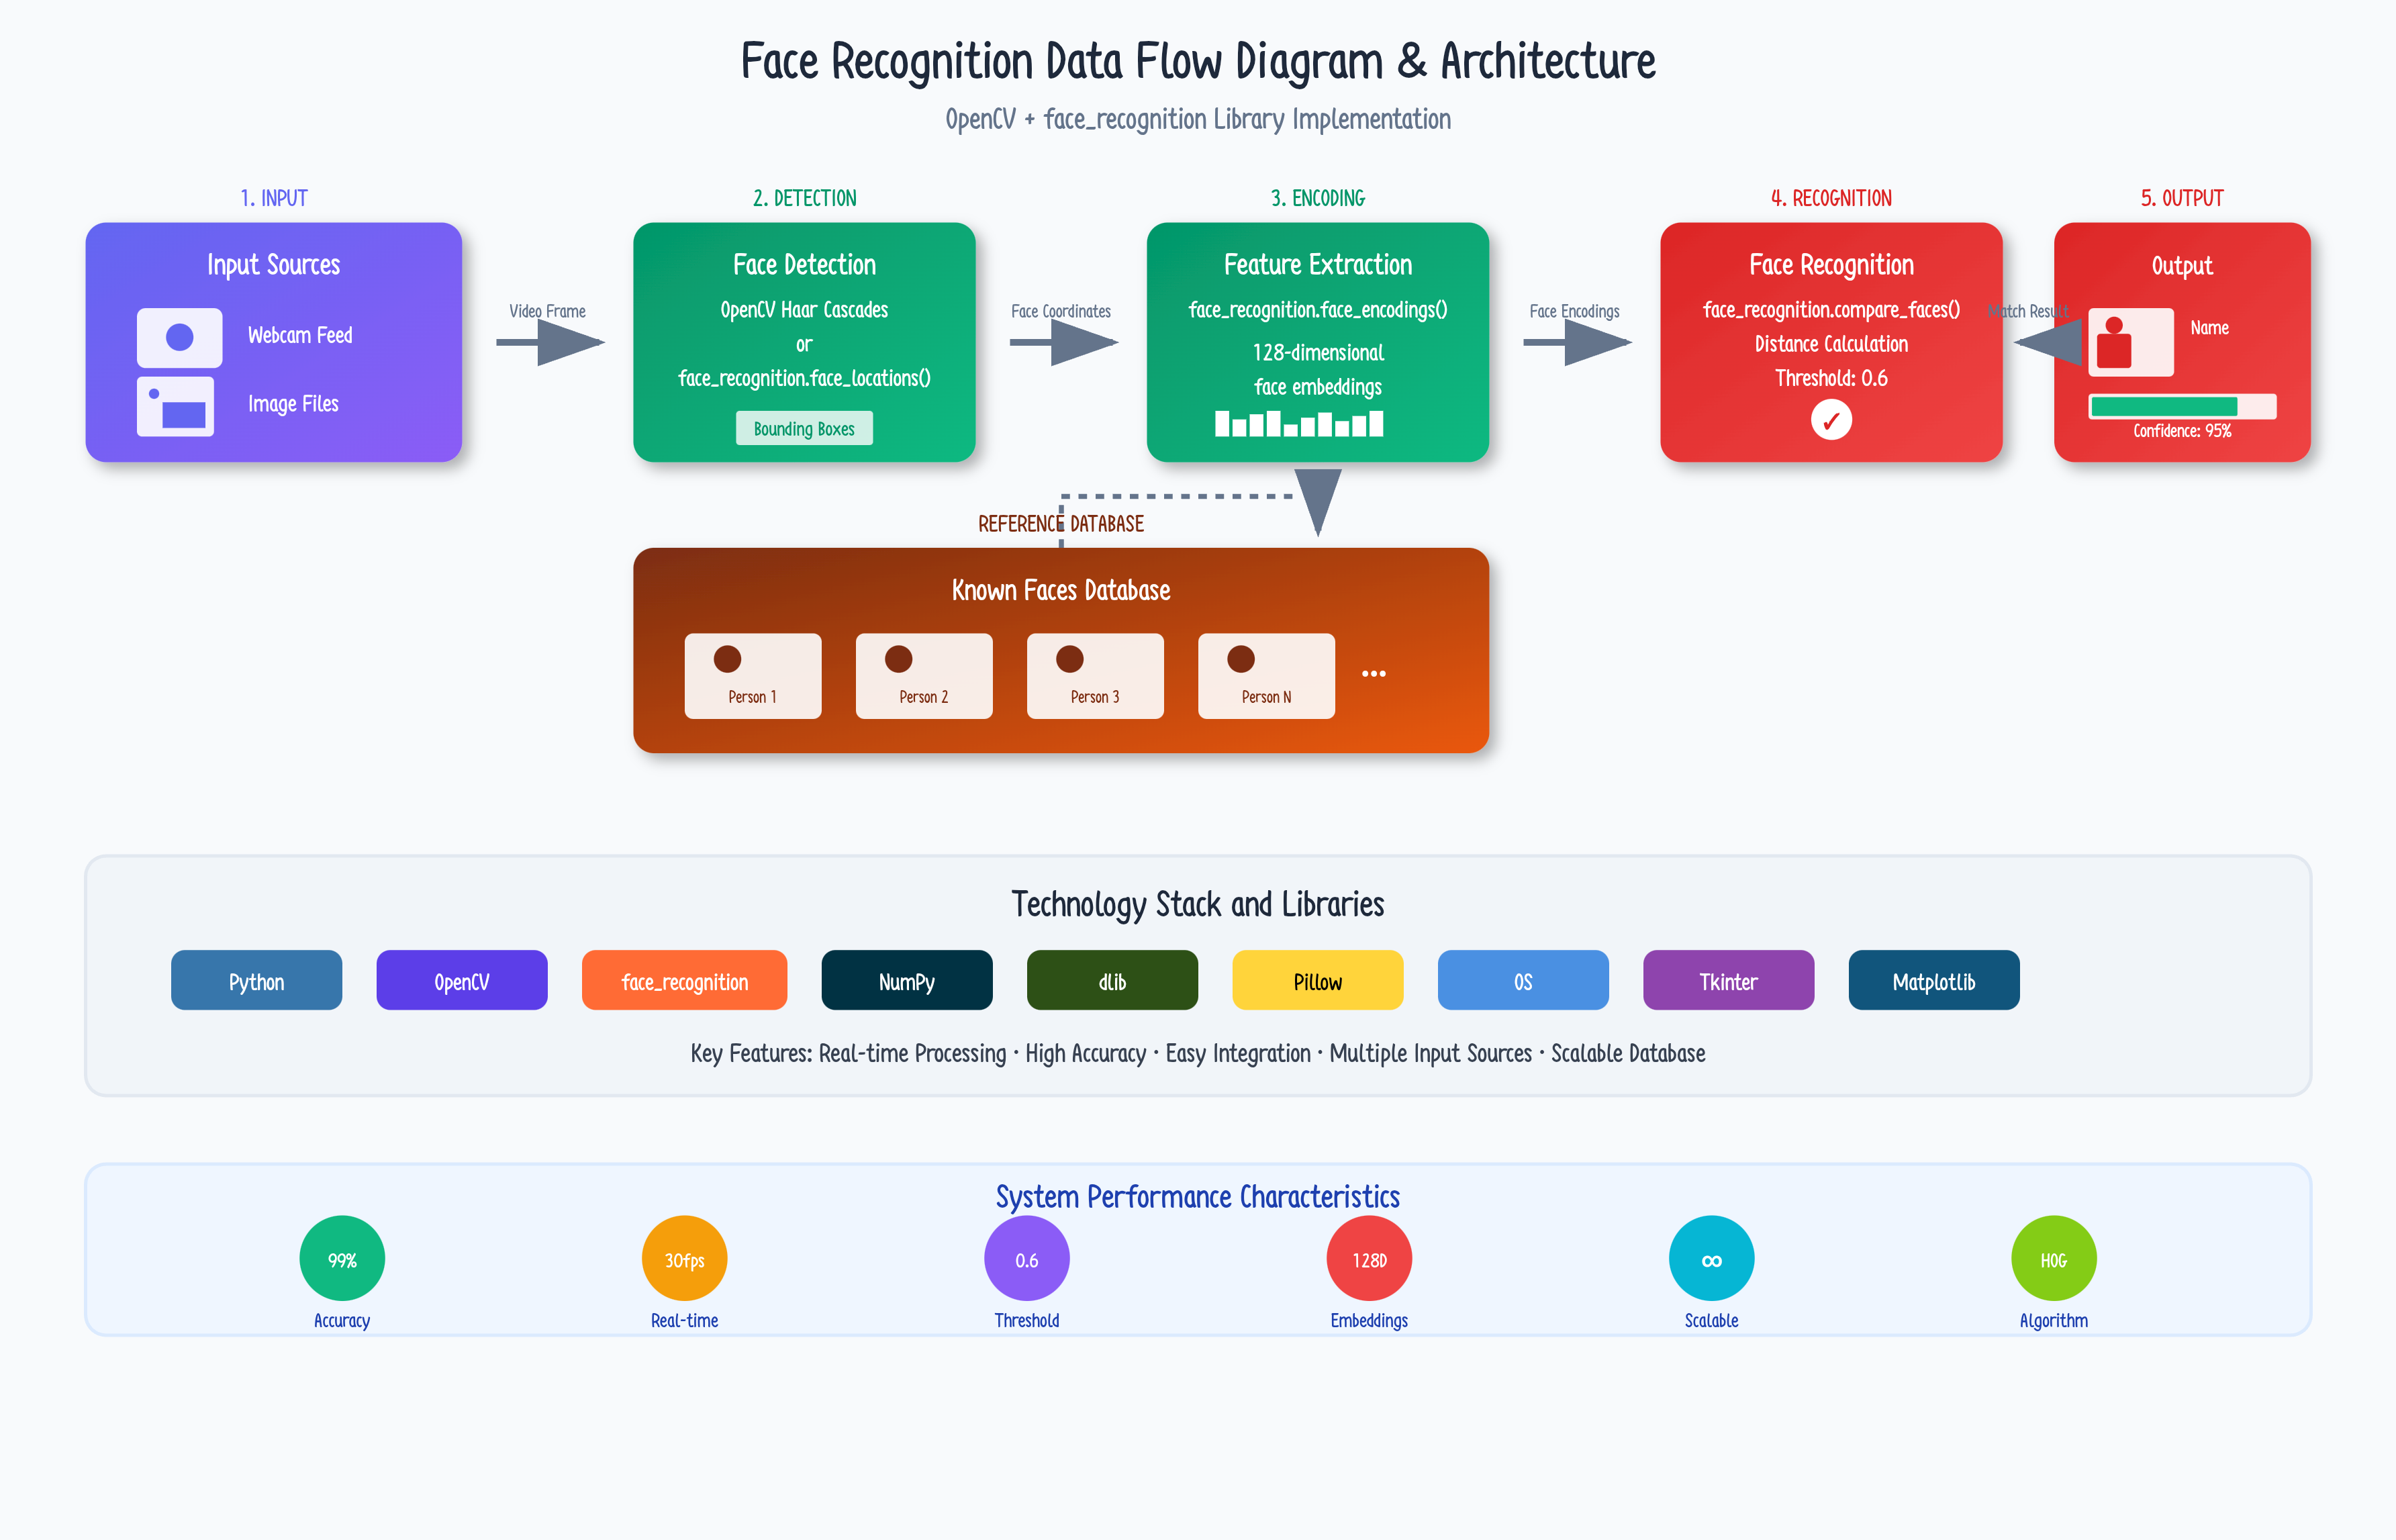 Face Recognition Data Flow Diagram & Architecture
OpenCV + face_recognition Library Implementation
1. INPUT
Input Sources
Webcam Feed
Image Files
Video Frame
2. DETECTION
Face Detection
OpenCV Haar Cascades
or
face_recognition.face_locations()
Bounding Boxes
Face Coordinates
3. ENCODING
Feature Extraction
face_recognition.face_encodings()
128-dimensional
face embeddings
Face Encodings
4. RECOGNITION
Face Recognition
face_recognition.compare_faces()
Distance Calculation
Threshold: 0.6
✓
Match Result
5. OUTPUT
Output
Name
Confidence: 95%
REFERENCE DATABASE
Known Faces Database
Person 1
Person 2
Person 3
Person N
...
Technology Stack and Libraries
Python
OpenCV
face_recognition
NumPy
dlib
Pillow
OS
Tkinter
Matplotlib
Key Features: Real-time Processing • High Accuracy • Easy Integration • Multiple Input Sources • Scalable Database
System Performance Characteristics
99%
Accuracy
30fps
Real-time
0.6
Threshold
128D
Embeddings
∞
Scalable
HOG
Algorithm